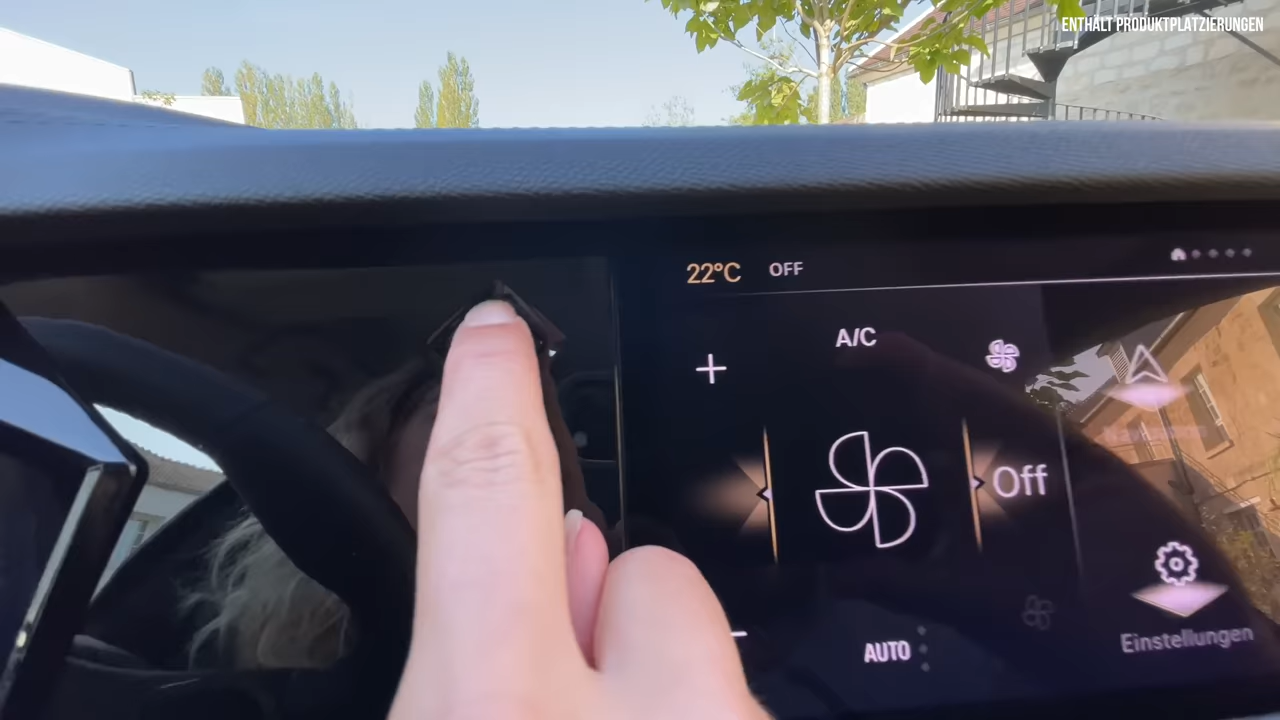 ENTHÄLT PRODUKTPLATZIERUNGEN
22°C OFF
A/C
Off
AUTO
Einstellungen